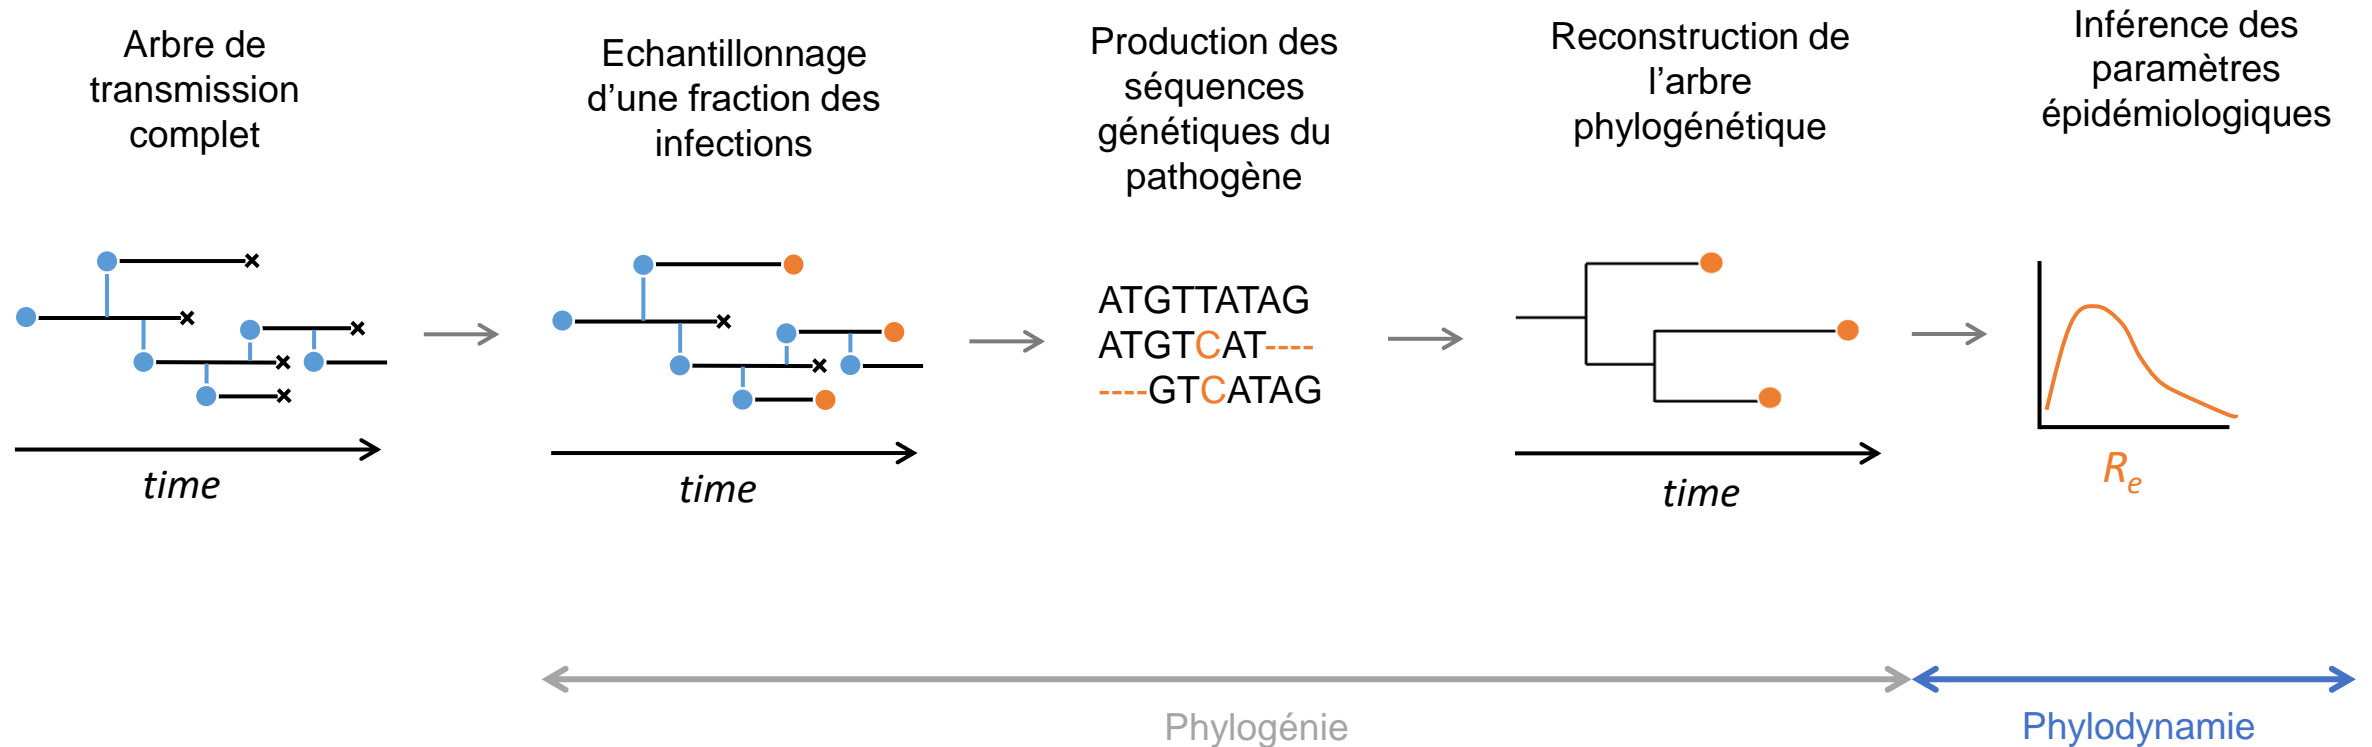 Arbre de
transmission
complet
Echantillonnage
d’une fraction des
infections
Production des
séquences
génétiques du
pathogène
Reconstruction de
l’arbre
phylogénétique
Inférence des
paramètres
épidémiologiques
time
time
ATGTTATAG
ATGTCAT----
----GTCATAG
time
Re
Phylogénie
Phylodynamie